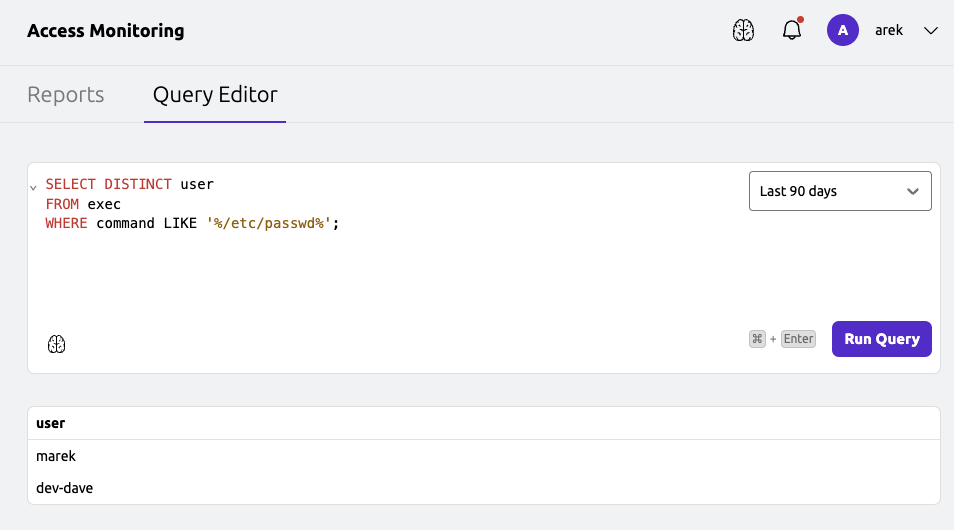 Access Monitoring
A
arek
Reports
Query Editor
SELECT DISTINCT user
FROM exec
WHERE command LIKE '%/etc/passwd%';
Last 90 days
⌘ + Enter
Run Query
user
marek
dev-dave